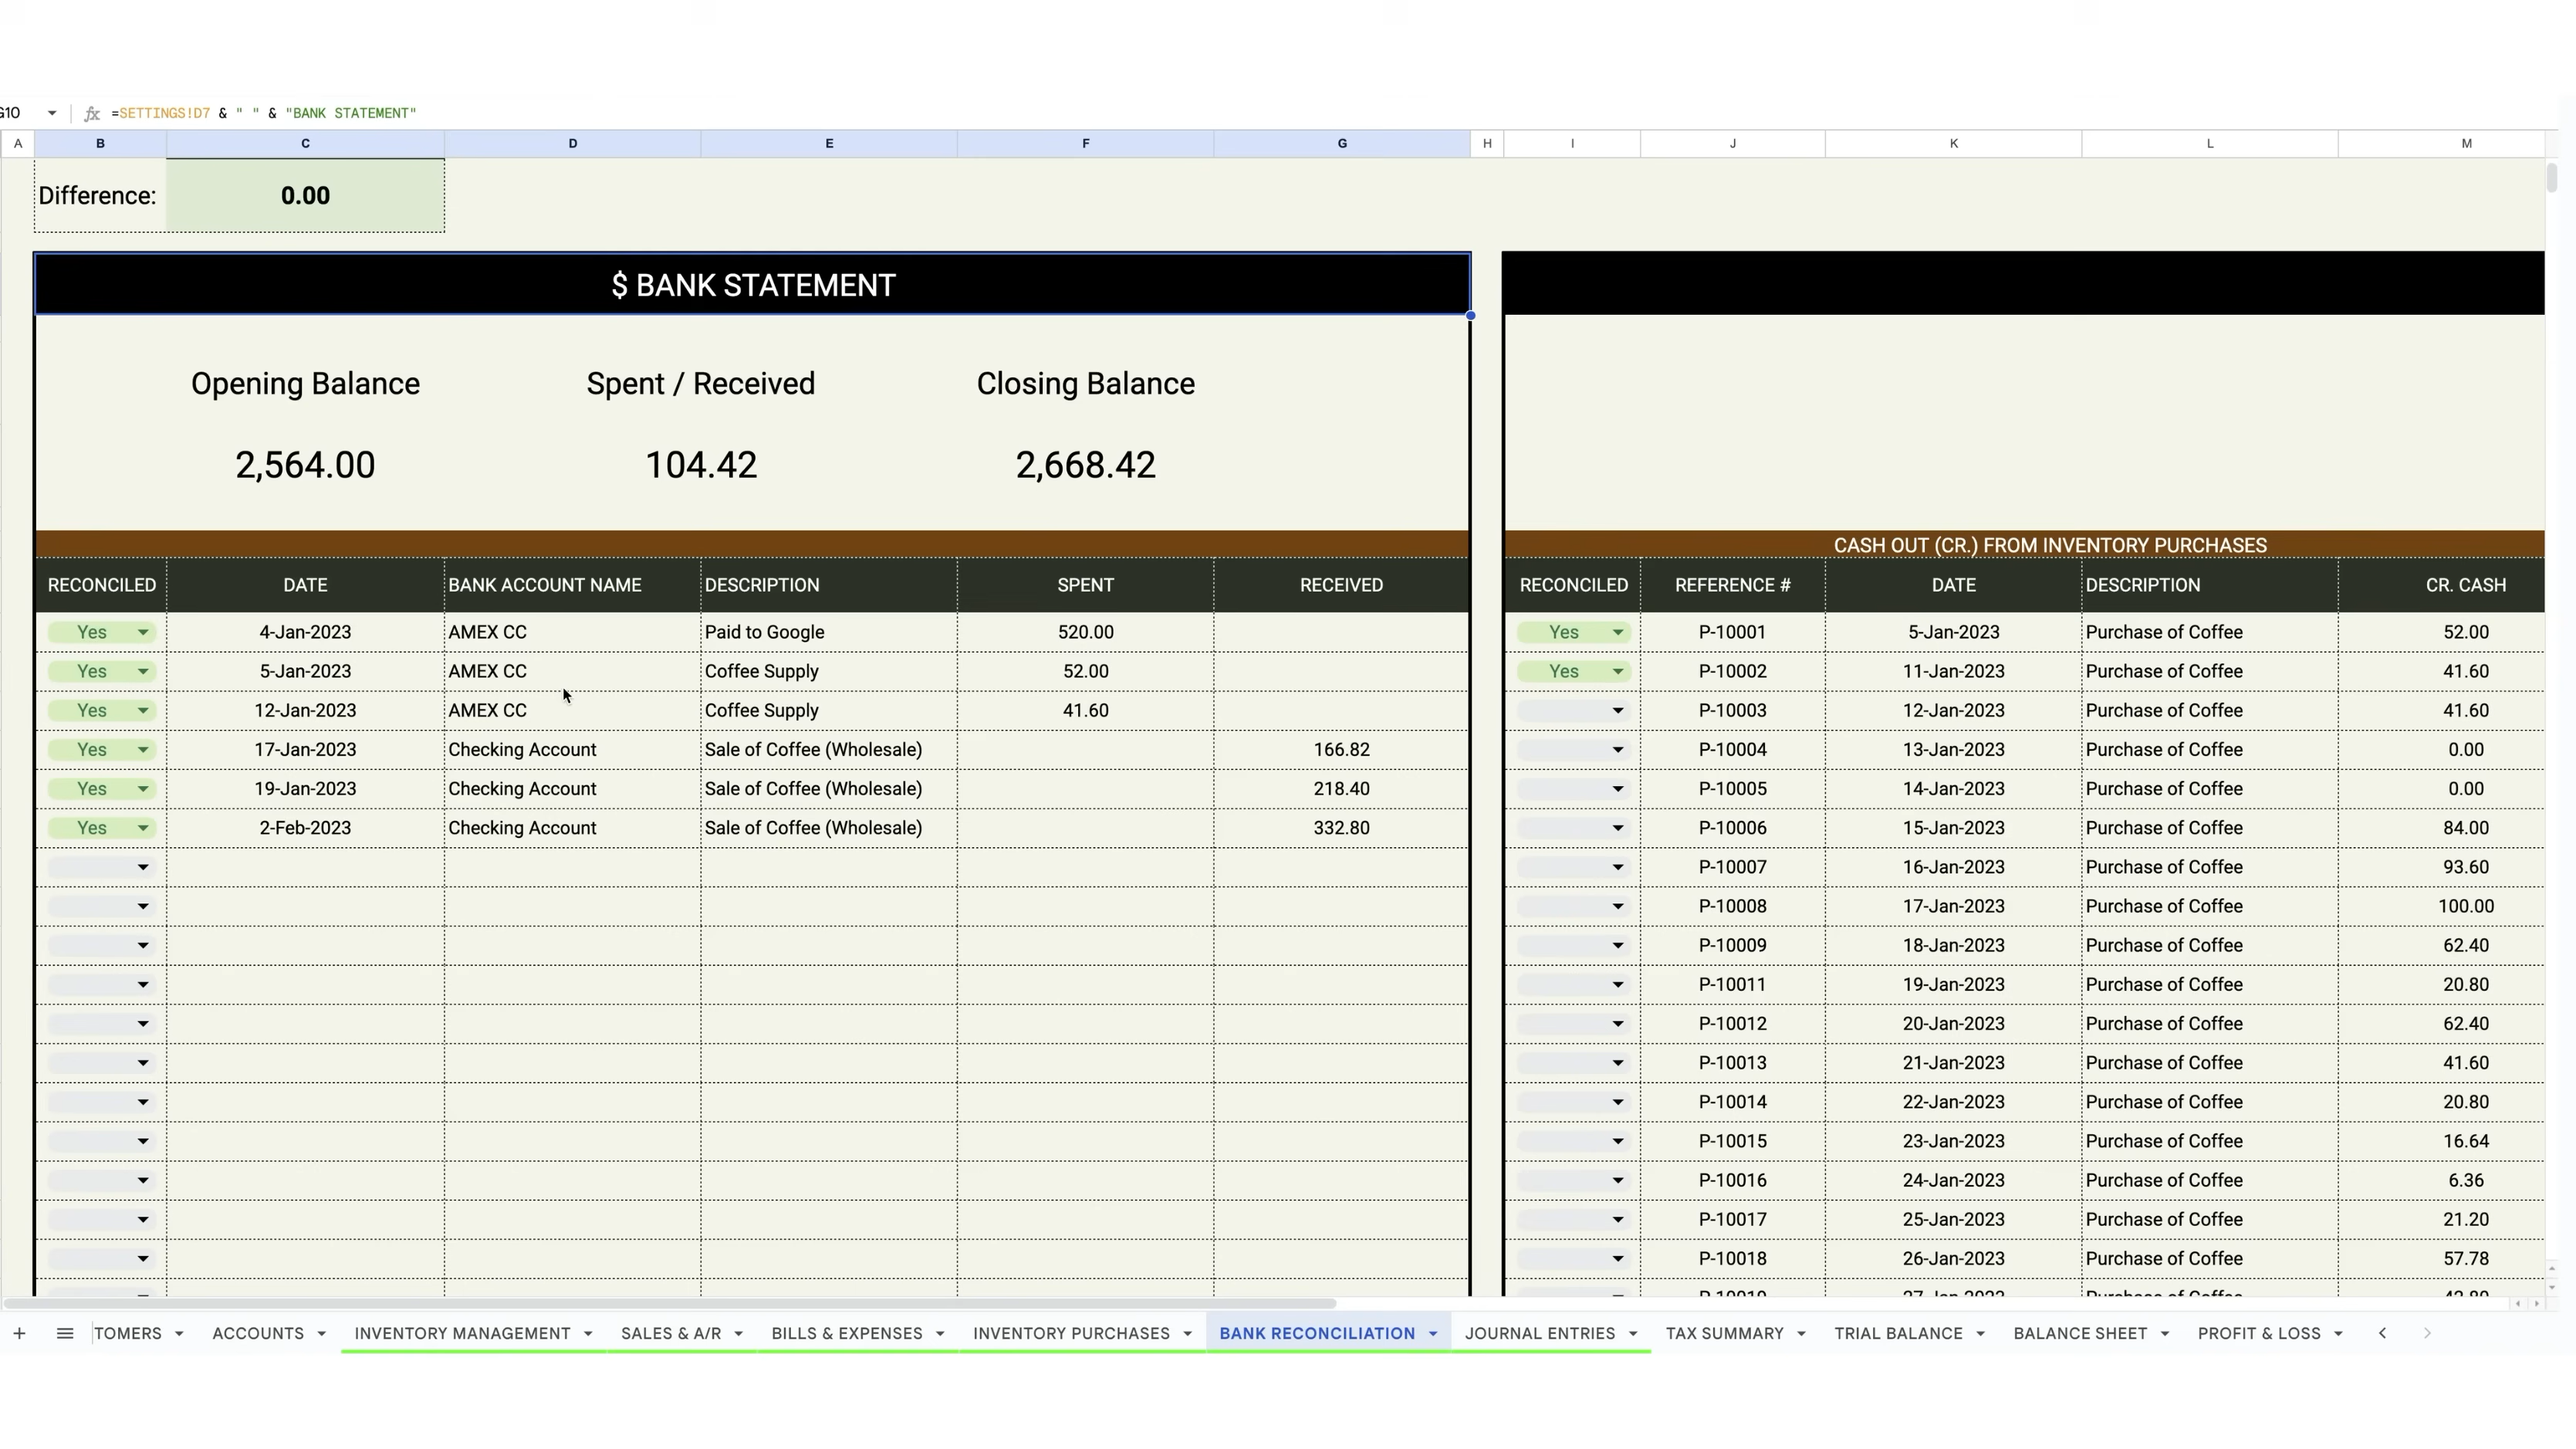 G10 =SETTINGS!D7 & " " & "BANK STATEMENT"
A B C D E F G H I J K L M
Difference: 0.00
$ BANK STATEMENT
Opening Balance Spent / Received Closing Balance
2,564.00 104.42 2,668.42
CASH OUT (CR.) FROM INVENTORY PURCHASES
RECONCILED DATE BANK ACCOUNT NAME DESCRIPTION SPENT RECEIVED RECONCILED REFERENCE # DATE DESCRIPTION CR. CASH
Yes 4-Jan-2023 AMEX CC Paid to Google 520.00 Yes P-10001 5-Jan-2023 Purchase of Coffee 52.00
Yes 5-Jan-2023 AMEX CC Coffee Supply 52.00 Yes P-10002 11-Jan-2023 Purchase of Coffee 41.60
Yes 12-Jan-2023 AMEX CC Coffee Supply 41.60 P-10003 12-Jan-2023 Purchase of Coffee 41.60
Yes 17-Jan-2023 Checking Account Sale of Coffee (Wholesale) 166.82 P-10004 13-Jan-2023 Purchase of Coffee 0.00
Yes 19-Jan-2023 Checking Account Sale of Coffee (Wholesale) 218.40 P-10005 14-Jan-2023 Purchase of Coffee 0.00
Yes 2-Feb-2023 Checking Account Sale of Coffee (Wholesale) 332.80 P-10006 15-Jan-2023 Purchase of Coffee 84.00
P-10007 16-Jan-2023 Purchase of Coffee 93.60
P-10008 17-Jan-2023 Purchase of Coffee 100.00
P-10009 18-Jan-2023 Purchase of Coffee 62.40
P-10011 19-Jan-2023 Purchase of Coffee 20.80
P-10012 20-Jan-2023 Purchase of Coffee 62.40
P-10013 21-Jan-2023 Purchase of Coffee 41.60
P-10014 22-Jan-2023 Purchase of Coffee 20.80
P-10015 23-Jan-2023 Purchase of Coffee 16.64
P-10016 24-Jan-2023 Purchase of Coffee 6.36
P-10017 25-Jan-2023 Purchase of Coffee 21.20
P-10018 26-Jan-2023 Purchase of Coffee 57.78
P-10019 27-Jan-2023 Purchase of Coffee
TOMERS ACCOUNTS INVENTORY MANAGEMENT SALES & A/R BILLS & EXPENSES INVENTORY PURCHASES BANK RECONCILIATION JOURNAL ENTRIES TAX SUMMARY TRIAL BALANCE BALANCE SHEET PROFIT & LOSS